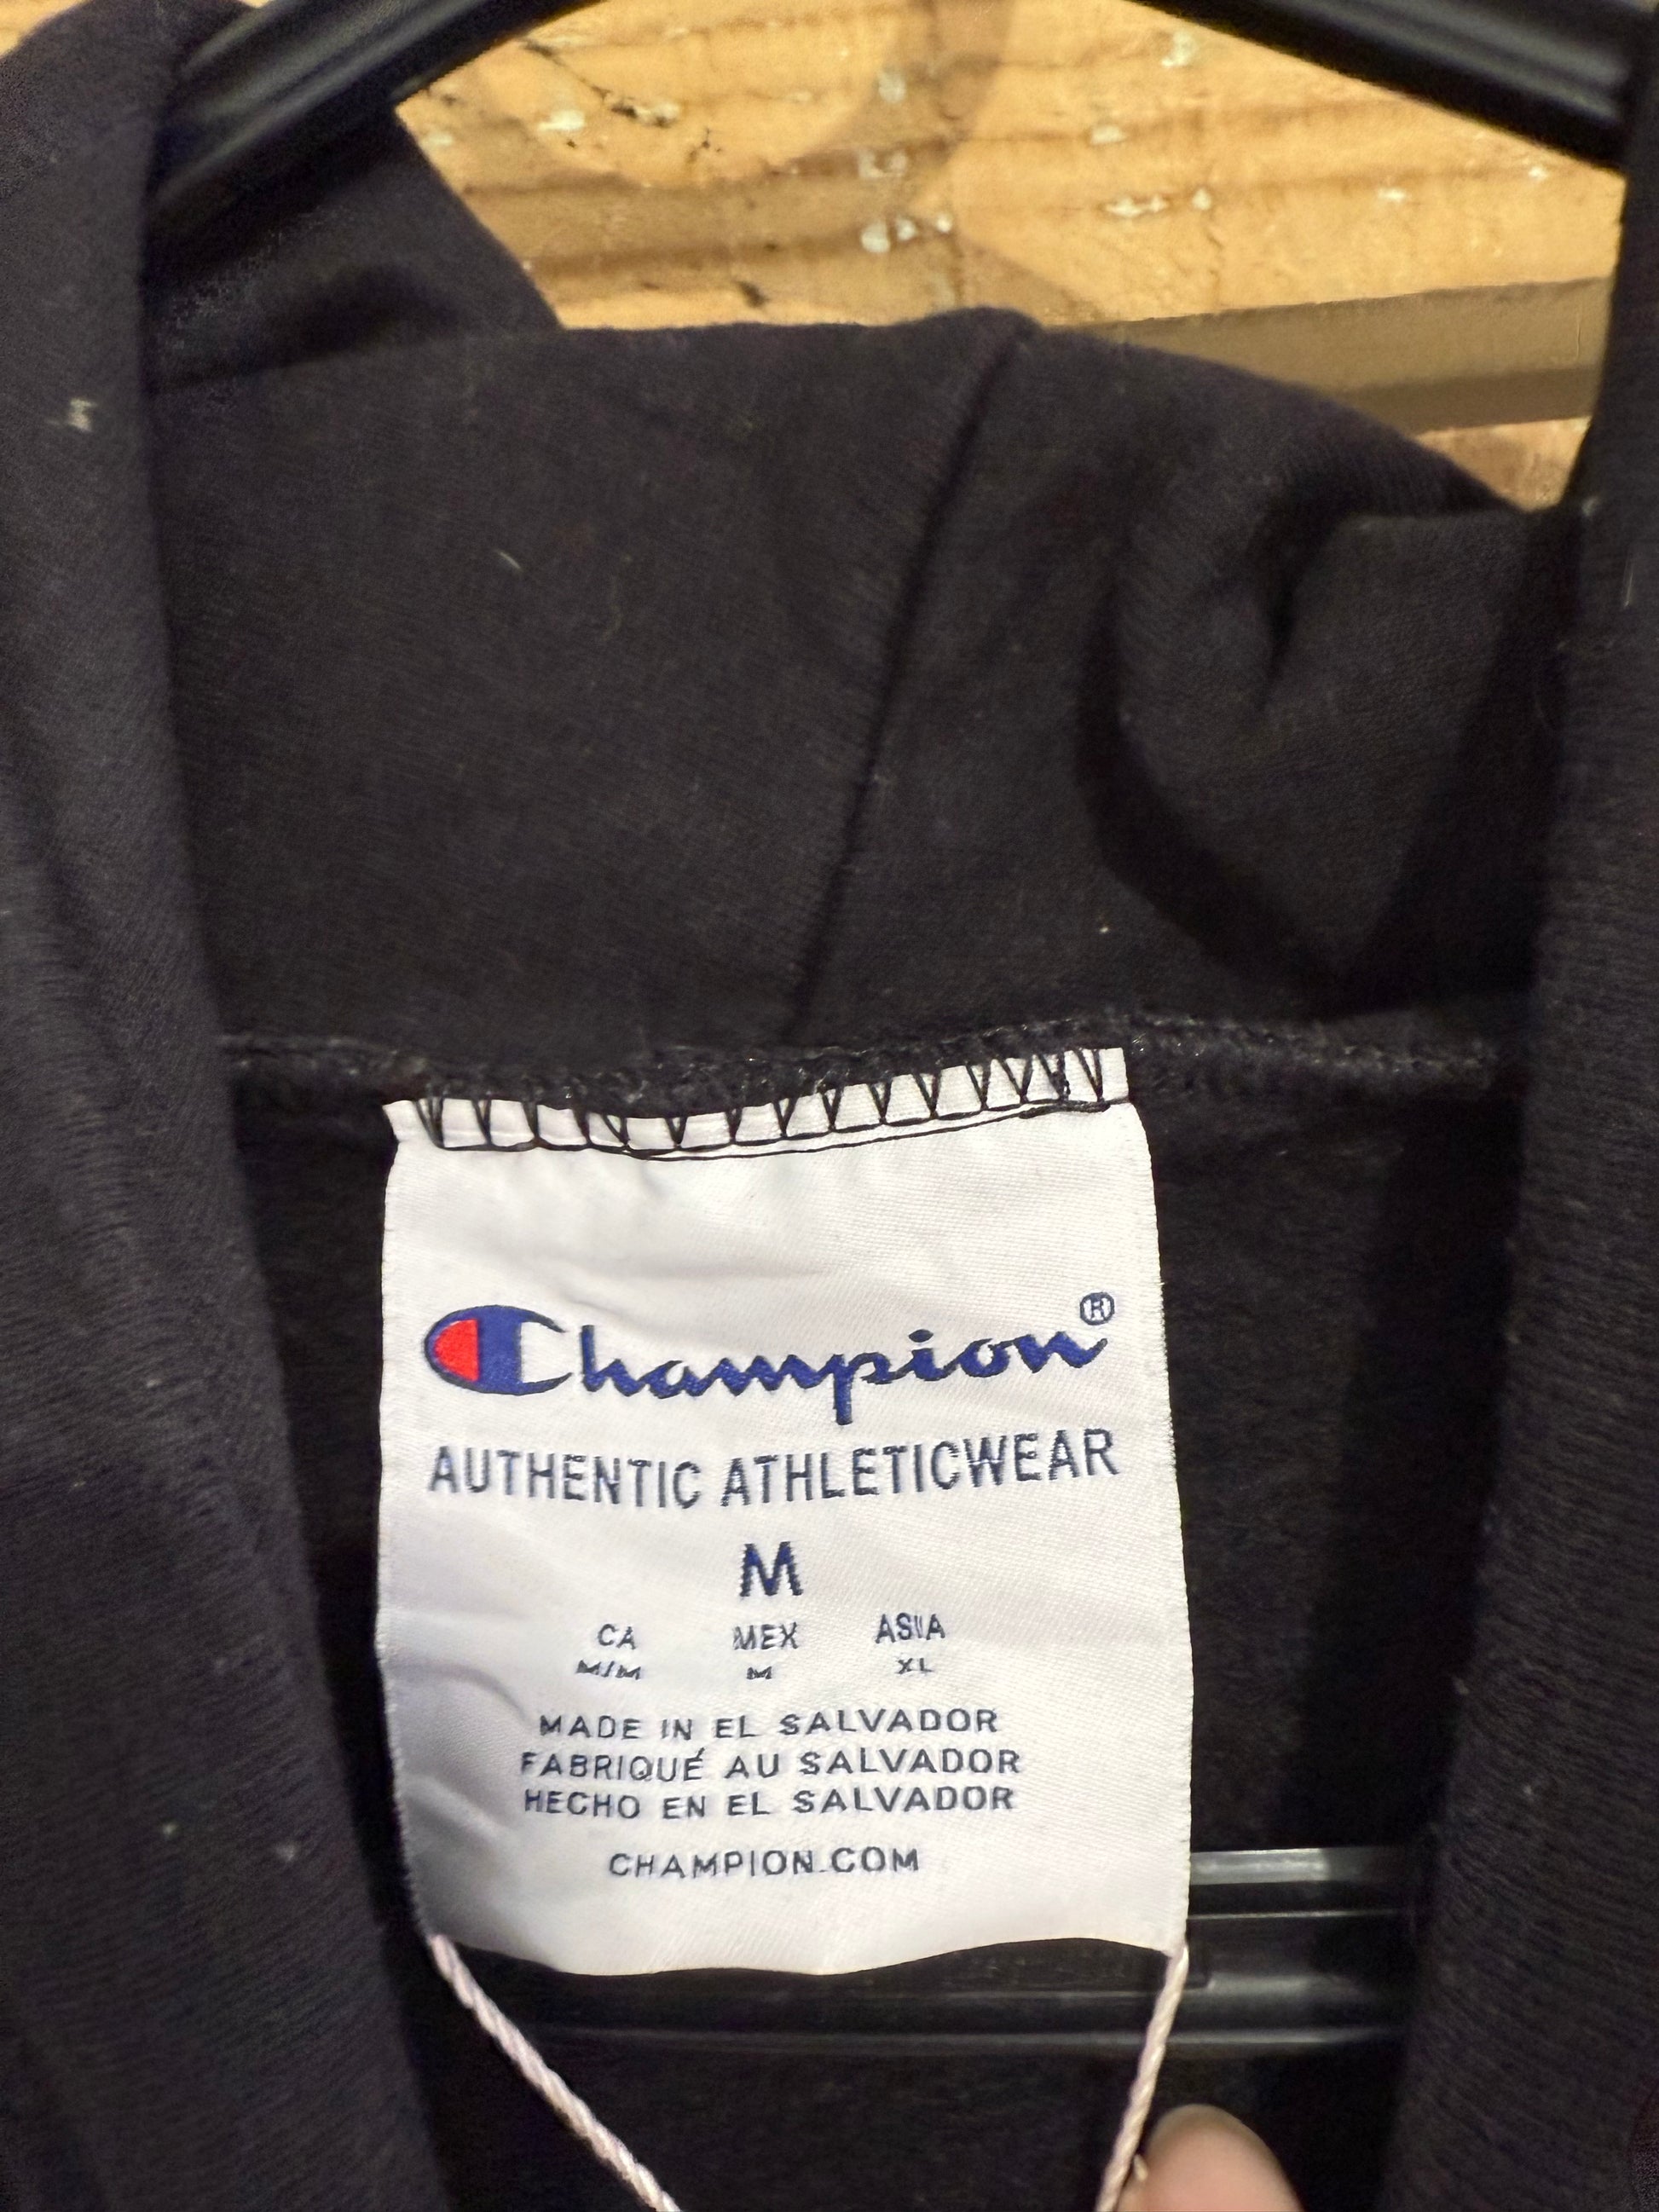 Champion®
AUTHENTIC ATHLETICWEAR
M
CA MEX ASIA
M/M M XL
MADE IN EL SALVADOR
FABRIQUÉ AU SALVADOR
HECHO EN EL SALVADOR
CHAMPION.COM